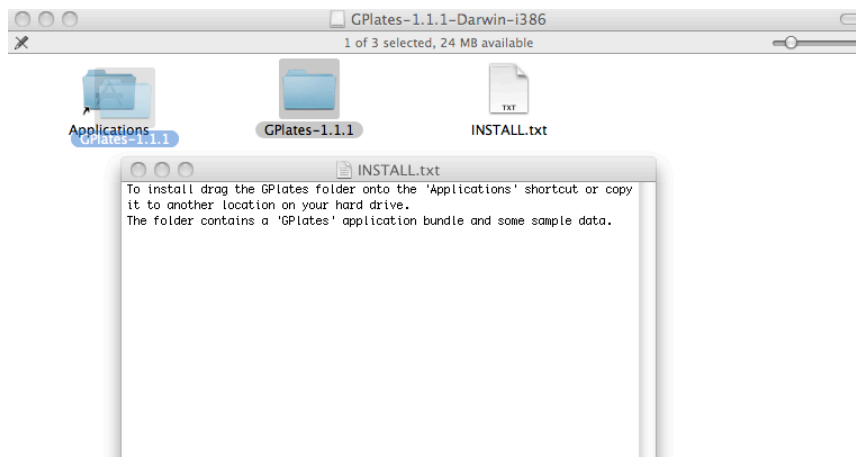 GPlates-1.1.1-Darwin-i386
1 of 3 selected, 24 MB available
TXT
Applications
GPlates-1.1.1
INSTALL.txt
GPlates-1.1.1
INSTALL.txt
To install drag the GPlates folder onto the 'Applications' shortcut or copy
it to another location on your hard drive.
The folder contains a 'GPlates' application bundle and some sample data.